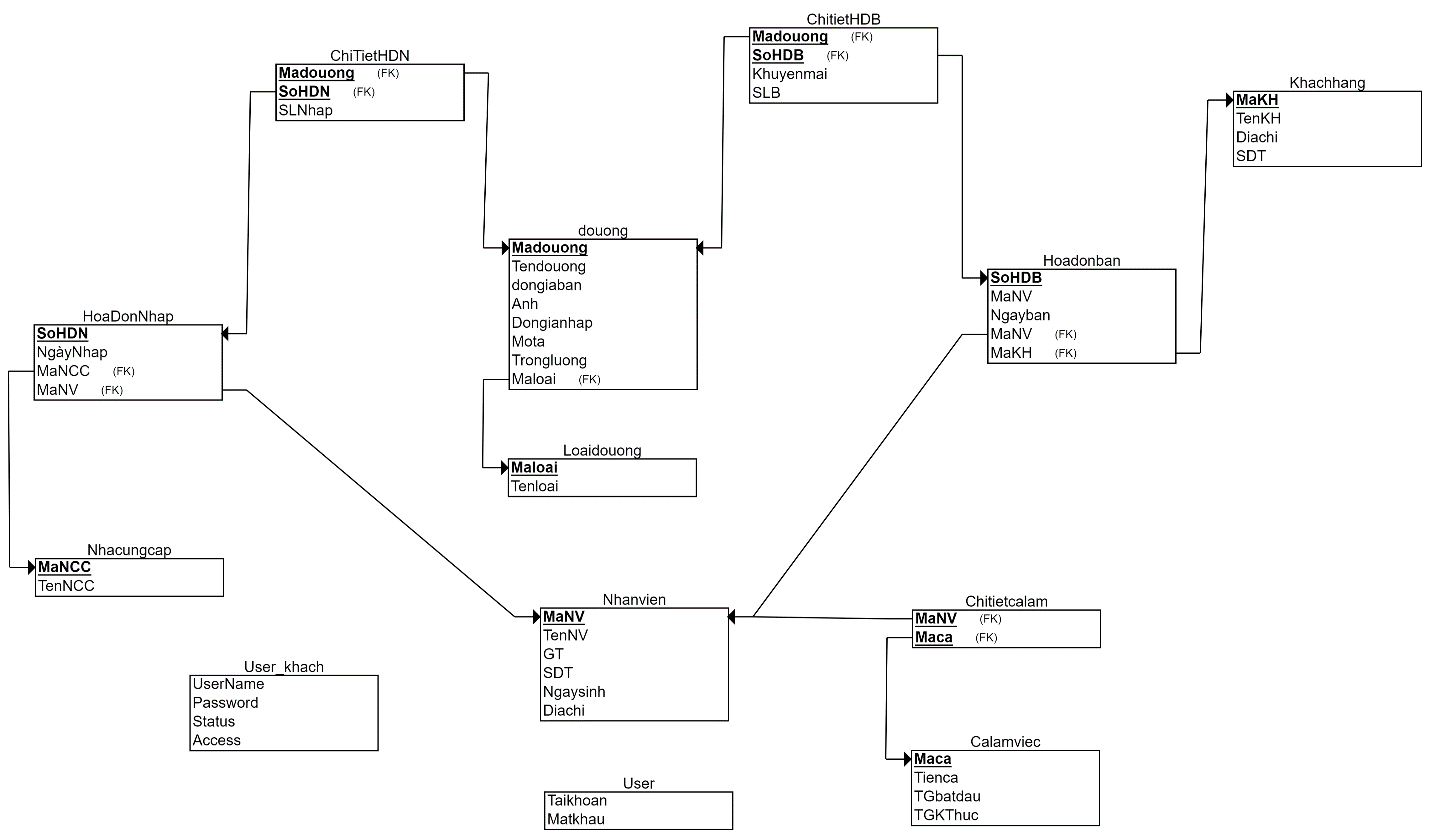 ChitietHDB
Madouong (FK)
SoHDB (FK)
Khuyenmai
SLB
ChiTietHDN
Madouong (FK)
SoHDN (FK)
SLNhap
Khachhang
MaKH
TenKH
Diachi
SDT
douong
Madouong
Tendouong
dongiaban
Anh
Dongianhap
Mota
Trongluong
Maloai (FK)
Hoadonban
SoHDB
MaNV
Ngayban
MaNV (FK)
MaKH (FK)
HoaDonNhap
SoHDN
NgàyNhap
MaNCC (FK)
MaNV (FK)
Loaidouong
Maloai
Tenloai
Nhacungcap
MaNCC
TenNCC
Nhanvien
MaNV
TenNV
GT
SDT
Ngaysinh
Diachi
Chitietcalam
MaNV (FK)
Maca (FK)
User_khach
UserName
Password
Status
Access
Calamviec
Maca
Tienca
TGbatdau
TGKThuc
User
Taikhoan
Matkhau